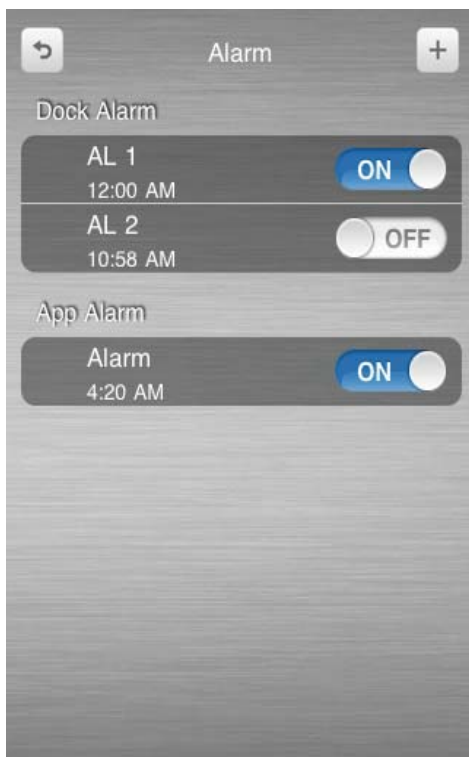 Alarm
Dock Alarm
AL 1
12:00 AM
ON
AL 2
10:58 AM
OFF
App Alarm
Alarm
4:20 AM
ON